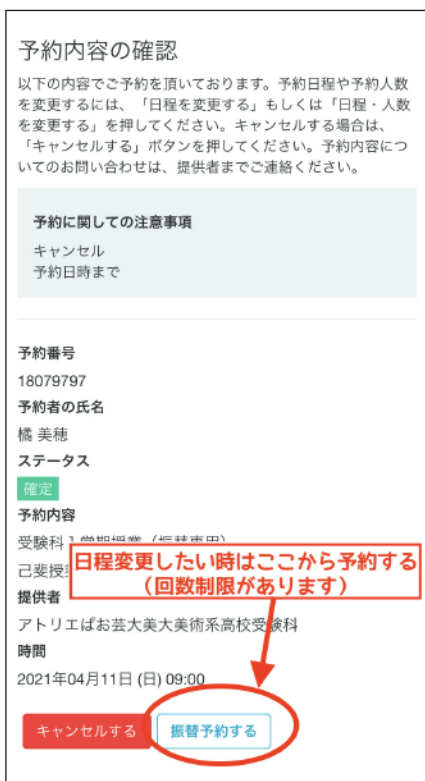 予約内容の確認
以下の内容でご予約を頂いております。予約日程や予約人数
を変更するには、「日程を変更する」もしくは「日程・人数
を変更する」を押してください。キャンセルする場合は、
「キャンセルする」ボタンを押してください。予約内容につ
いてのお問い合わせは、提供者までご連絡ください。
予約に関しての注意事項
キャンセル
予約日時まで
予約番号
18079797
予約者の氏名
橘 美穂
ステータス
確定
予約内容
受験科
日程変更したい時はここから予約する
(回数制限があります)
提供者
アトリエぱお芸大美大美術系高校受験科
時間
2021年04月11日 (日) 09:00
キャンセルする
振替予約する